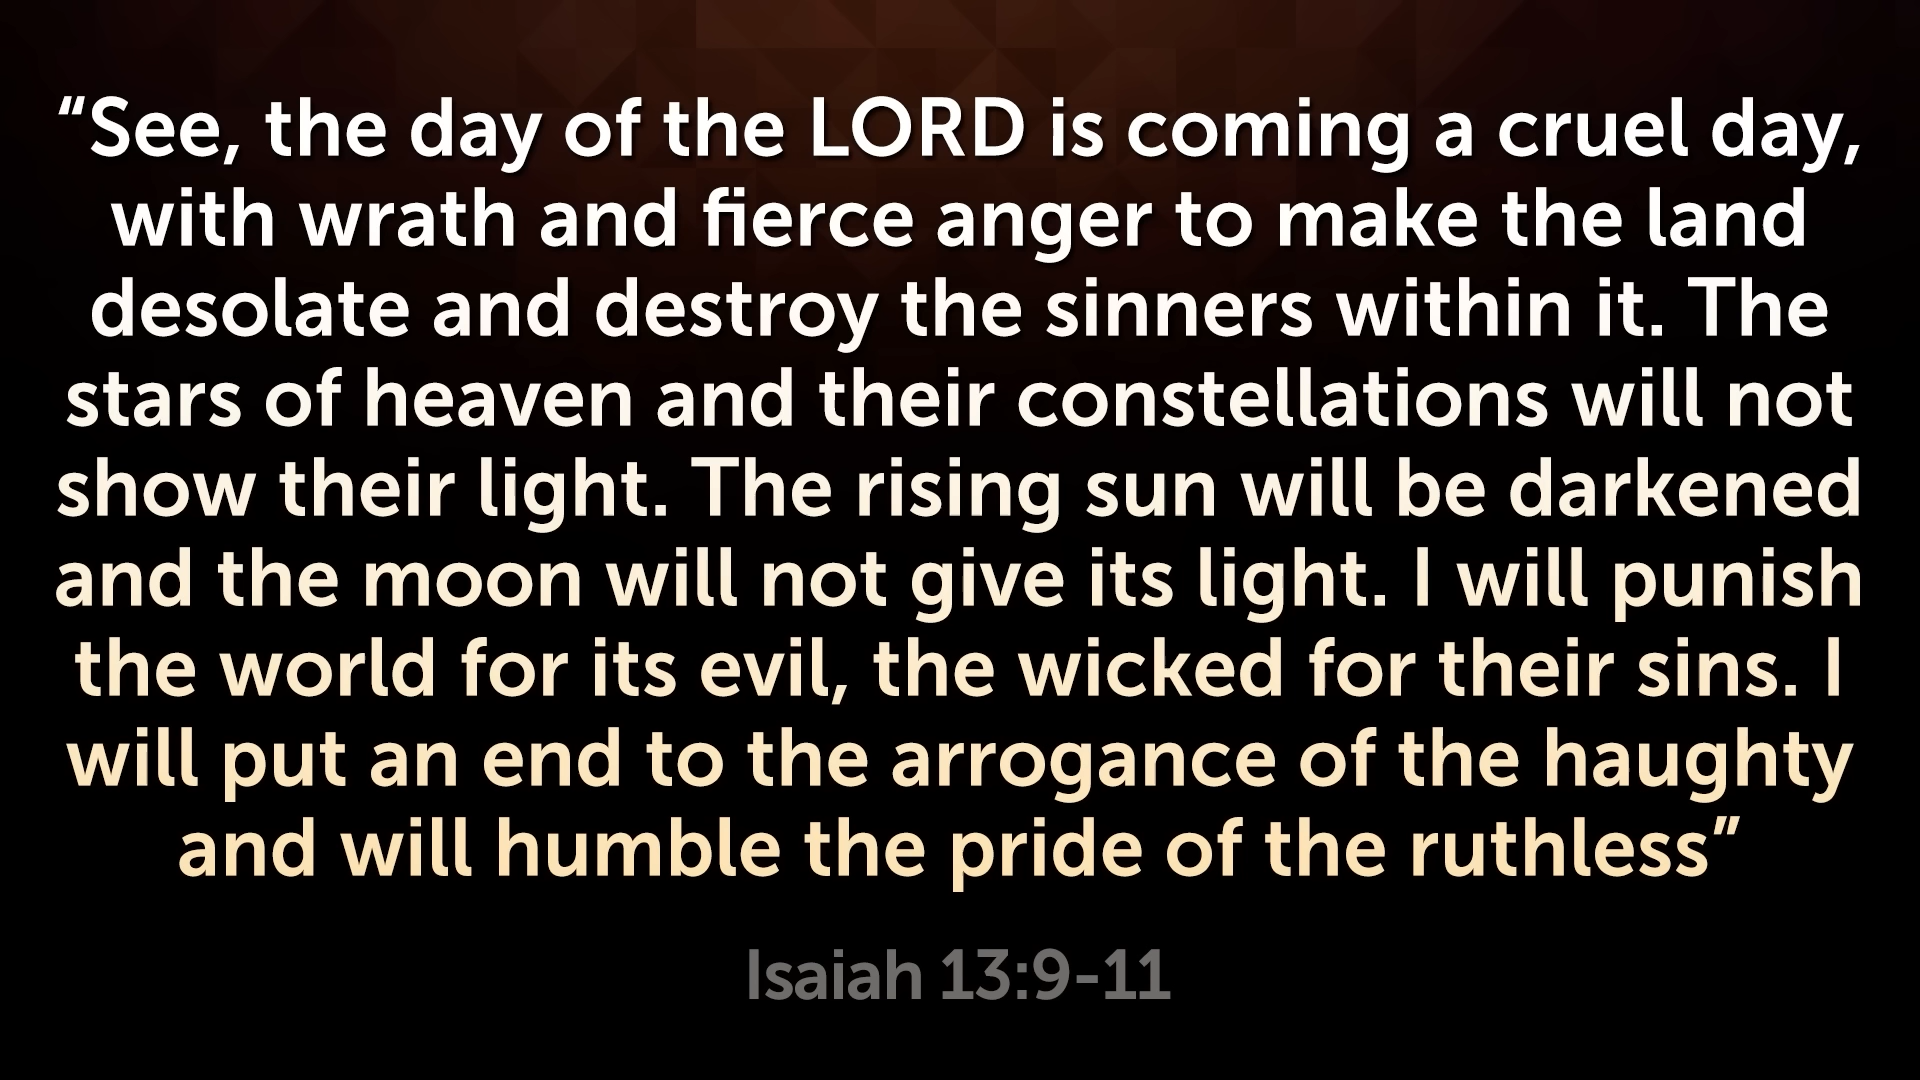 “See, the day of the LORD is coming a cruel day,
with wrath and fierce anger to make the land
desolate and destroy the sinners within it. The
stars of heaven and their constellations will not
show their light. The rising sun will be darkened
and the moon will not give its light. I will punish
the world for its evil, the wicked for their sins. I
will put an end to the arrogance of the haughty
and will humble the pride of the ruthless”
Isaiah 13:9-11